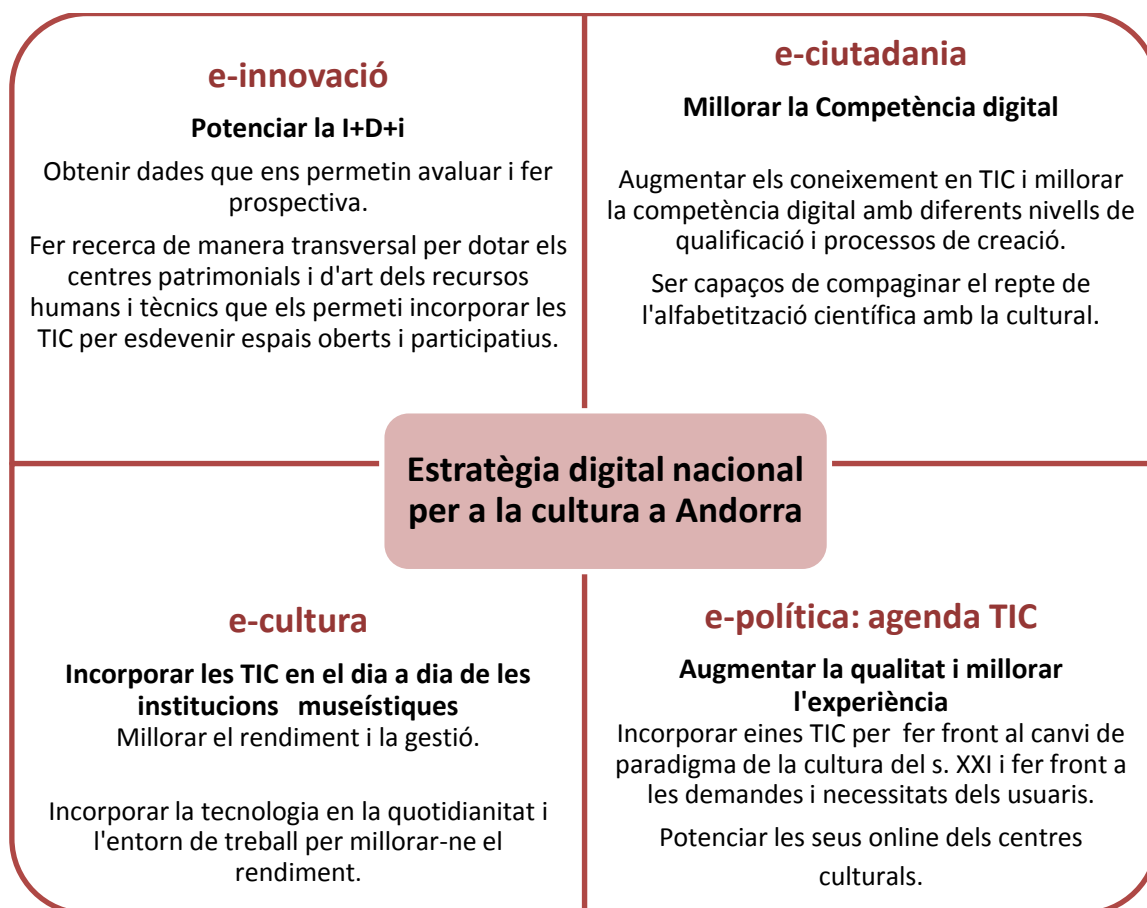 e-innovació
Potenciar la I+D+i
Obtenir dades que ens permetin avaluar i fer
prospectiva.
Fer recerca de manera transversal per dotar els
centres patrimonials i d'art dels recursos
humans i tècnics que els permeti incorporar les
TIC per esdevenir espais oberts i participatius.
e-ciutadania
Millorar la Competència digital
Augmentar els coneixement en TIC i millorar
la competència digital amb diferents nivells de
qualificació i processos de creació.
Ser capaços de compaginar el repte de
l'alfabetització científica amb la cultural.
Estratègia digital nacional
per a la cultura a Andorra
e-cultura
Incorporar les TIC en el dia a dia de les
institucions museístiques
Millorar el rendiment i la gestió.
Incorporar la tecnologia en la quotidianitat i
l'entorn de treball per millorar-ne el
rendiment.
e-política: agenda TIC
Augmentar la qualitat i millorar
l'experiència
Incorporar eines TIC per fer front al canvi de
paradigma de la cultura del s. XXI i fer front a
les demandes i necessitats dels usuaris.
Potenciar les seus online dels centres
culturals.